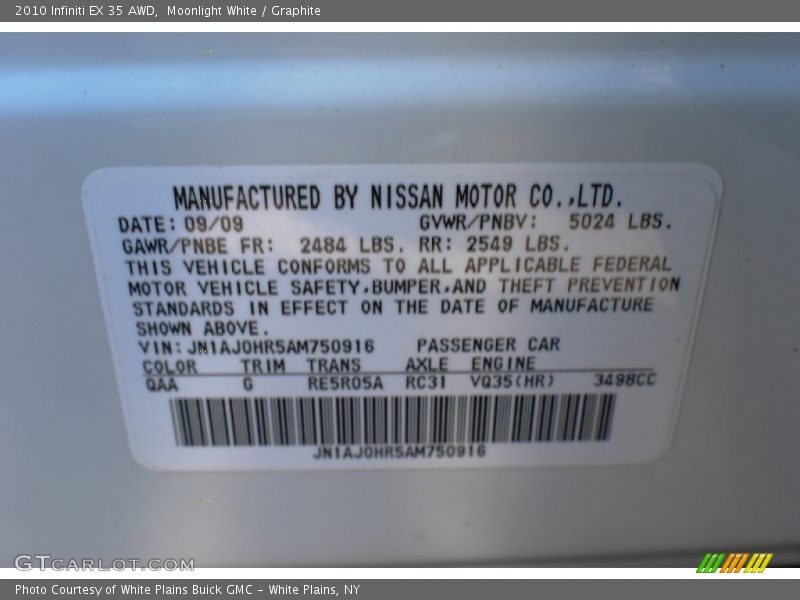 2010 Infiniti EX 35 AWD, Moonlight White / Graphite
MANUFACTURED BY NISSAN MOTOR CO.,LTD.
DATE: 09/09 GVWR/PNBV: 5024 LBS.
GAWR/PNBE FR: 2484 LBS. RR: 2549 LBS.
THIS VEHICLE CONFORMS TO ALL APPLICABLE FEDERAL
MOTOR VEHICLE SAFETY,BUMPER,AND THEFT PREVENTION
STANDARDS IN EFFECT ON THE DATE OF MANUFACTURE
SHOWN ABOVE.
VIN: JN1AJ0HR5AM750916 PASSENGER CAR
COLOR TRIM TRANS AXLE ENGINE
QAA G RE5R05A RC31 VQ35(HR) 3498CC
JN1AJ0HR5AM750916
GTCARLOT.COM
Photo Courtesy of White Plains Buick GMC - White Plains, NY